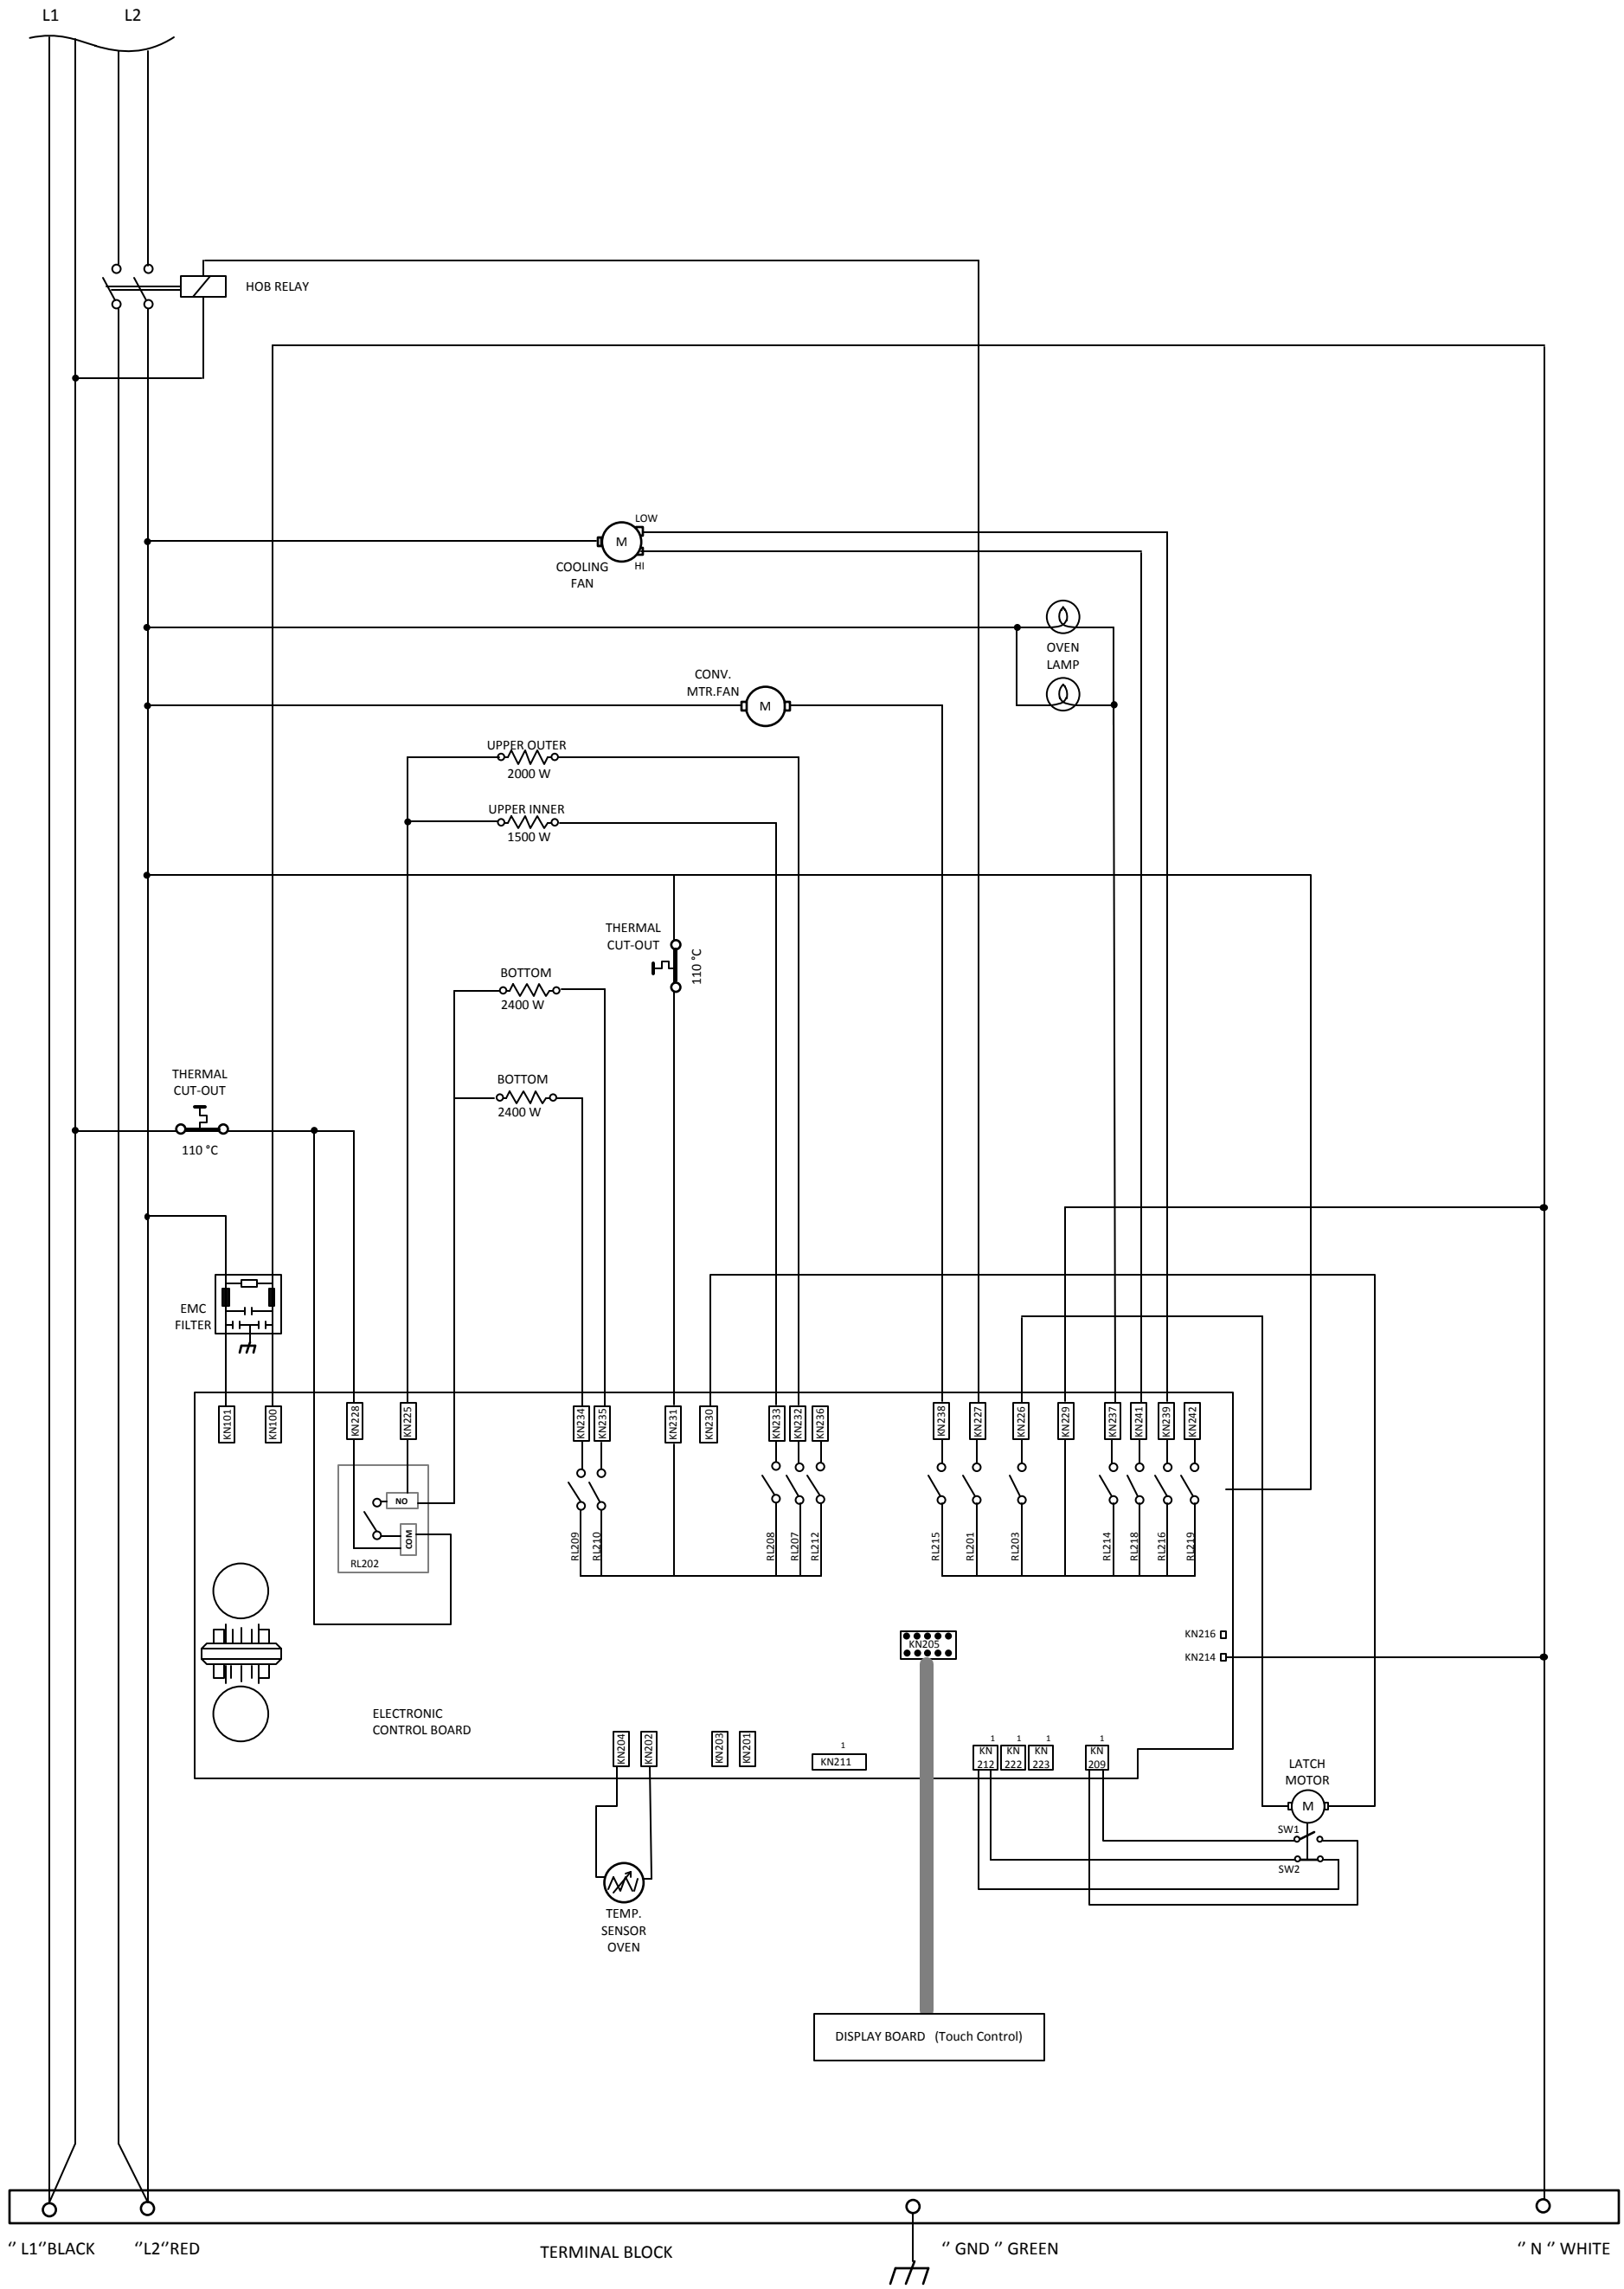 L1
L2
HOB RELAY
LOW
M
HI
COOLING
FAN
OVEN
LAMP
CONV.
MTR.FAN
M
UPPER OUTER
2000 W
UPPER INNER
1500 W
THERMAL
CUT-OUT
110 °C
BOTTOM
2400 W
THERMAL
CUT-OUT
110 °C
BOTTOM
2400 W
EMC
FILTER
KN101
KN100
KN228
KN225
KN234
KN235
KN231
KN230
KN233
KN232
KN236
KN238
KN227
KN226
KN229
KN237
KN241
KN239
KN242
NO
COM
RL202
RL209
RL210
RL208
RL207
RL212
RL215
RL201
RL203
RL214
RL218
RL216
RL219
KN205
KN216
KN214
ELECTRONIC
CONTROL BOARD
KN204
KN202
KN203
KN201
1
KN211
1
KN
212
1
KN
222
1
KN
223
1
KN
209
LATCH
MOTOR
M
SW1
SW2
TEMP.
SENSOR
OVEN
DISPLAY BOARD (Touch Control)
‘’ L1‘’BLACK
‘’L2‘’RED
TERMINAL BLOCK
‘’ GND ‘’ GREEN
‘’ N ‘’ WHITE